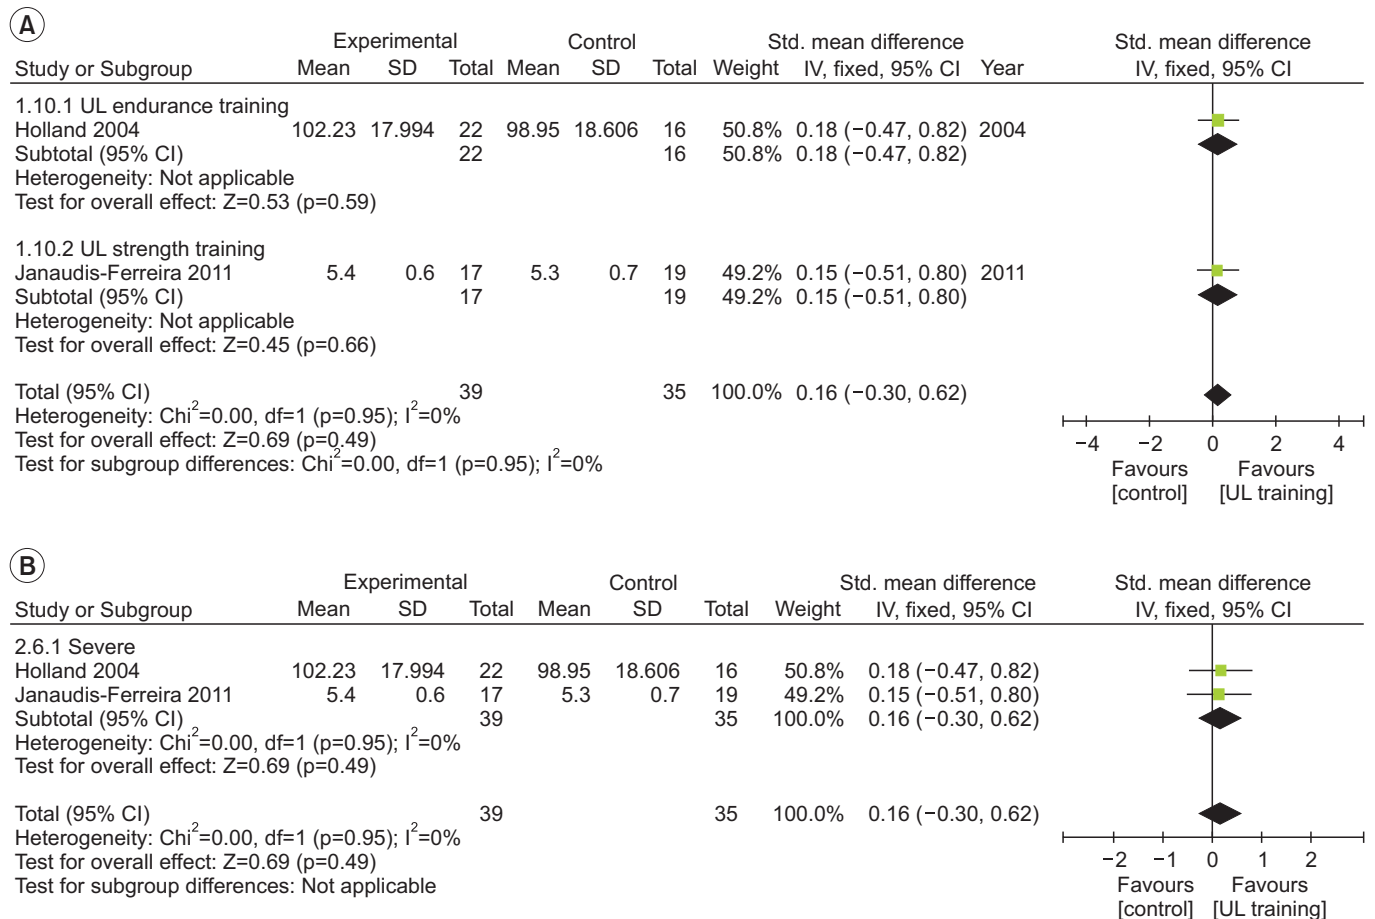 A
Experimental Control Std. mean difference Std. mean difference
Study or Subgroup Mean SD Total Mean SD Total Weight IV, fixed, 95% CI Year IV, fixed, 95% CI
1.10.1 UL endurance training
Holland 2004 102.23 17.994 22 98.95 18.606 16 50.8% 0.18 (−0.47, 0.82) 2004
Subtotal (95% CI) 22 16 50.8% 0.18 (−0.47, 0.82)
Heterogeneity: Not applicable
Test for overall effect: Z=0.53 (p=0.59)
1.10.2 UL strength training
Janaudis-Ferreira 2011 5.4 0.6 17 5.3 0.7 19 49.2% 0.15 (−0.51, 0.80) 2011
Subtotal (95% CI) 17 19 49.2% 0.15 (−0.51, 0.80)
Heterogeneity: Not applicable
Test for overall effect: Z=0.45 (p=0.66)
Total (95% CI) 39 35 100.0% 0.16 (−0.30, 0.62)
Heterogeneity: Chi²=0.00, df=1 (p=0.95); I²=0%
Test for overall effect: Z=0.69 (p=0.49)
Test for subgroup differences: Chi²=0.00, df=1 (p=0.95); I²=0%
−4 −2 0 2 4
Favours Favours
[control] [UL training]
B
Experimental Control Std. mean difference Std. mean difference
Study or Subgroup Mean SD Total Mean SD Total Weight IV, fixed, 95% CI IV, fixed, 95% CI
2.6.1 Severe
Holland 2004 102.23 17.994 22 98.95 18.606 16 50.8% 0.18 (−0.47, 0.82)
Janaudis-Ferreira 2011 5.4 0.6 17 5.3 0.7 19 49.2% 0.15 (−0.51, 0.80)
Subtotal (95% CI) 39 35 100.0% 0.16 (−0.30, 0.62)
Heterogeneity: Chi²=0.00, df=1 (p=0.95); I²=0%
Test for overall effect: Z=0.69 (p=0.49)
Total (95% CI) 39 35 100.0% 0.16 (−0.30, 0.62)
Heterogeneity: Chi²=0.00, df=1 (p=0.95); I²=0%
Test for overall effect: Z=0.69 (p=0.49)
Test for subgroup differences: Not applicable
−2 −1 0 1 2
Favours Favours
[control] [UL training]